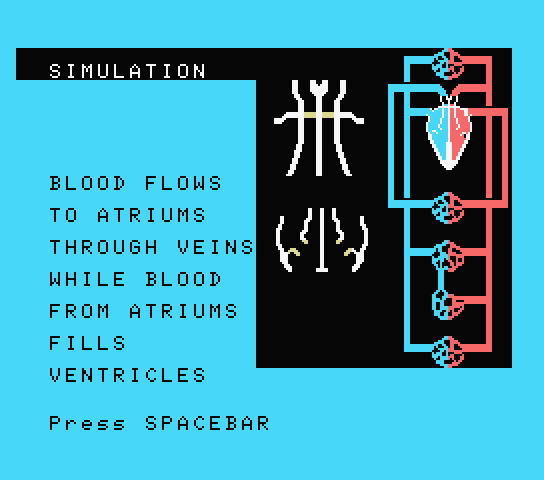 SIMULATION
BLOOD FLOWS
TO ATRIUMS
THROUGH VEINS
WHILE BLOOD
FROM ATRIUMS
FILLS
VENTRICLES
Press SPACEBAR